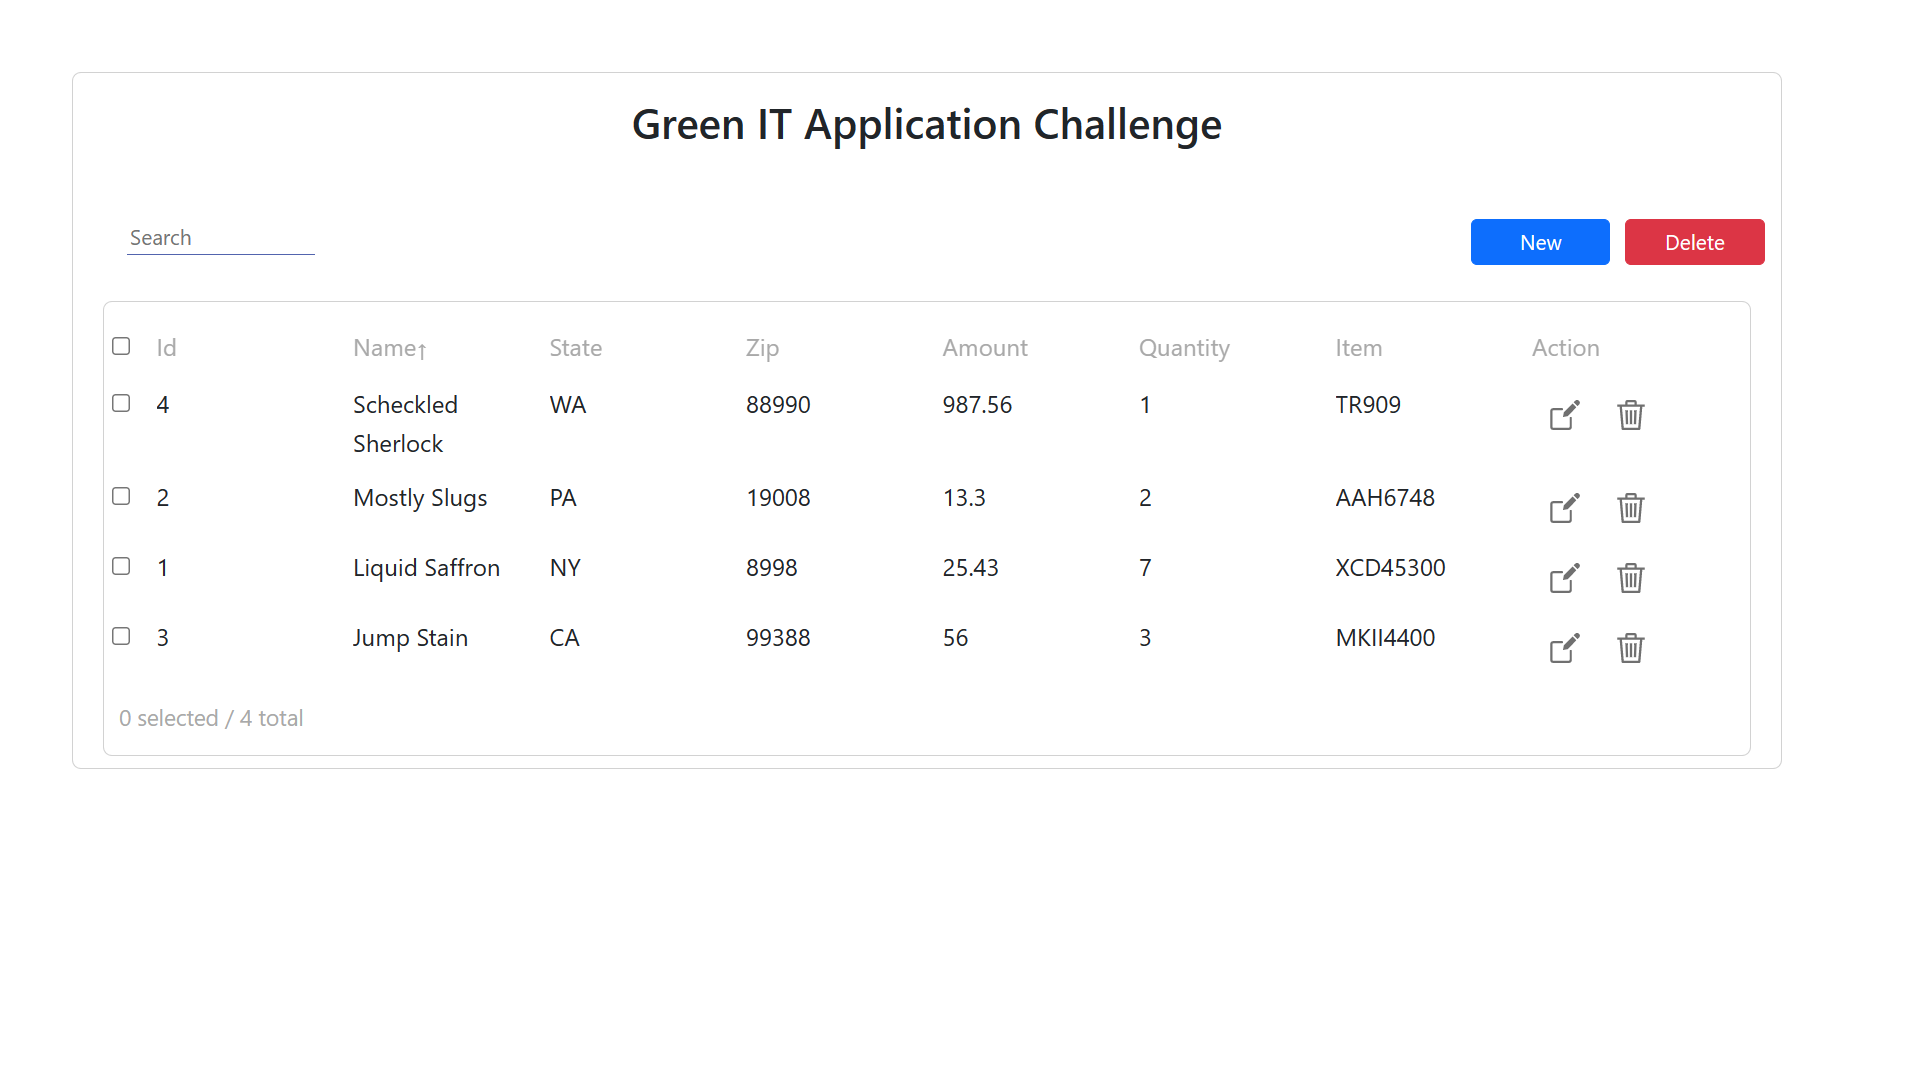 Green IT Application Challenge
Search
New
Delete
Id Name↑ State Zip Amount Quantity Item Action
4 Scheckled Sherlock WA 88990 987.56 1 TR909
2 Mostly Slugs PA 19008 13.3 2 AAH6748
1 Liquid Saffron NY 8998 25.43 7 XCD45300
3 Jump Stain CA 99388 56 3 MKII4400
0 selected / 4 total